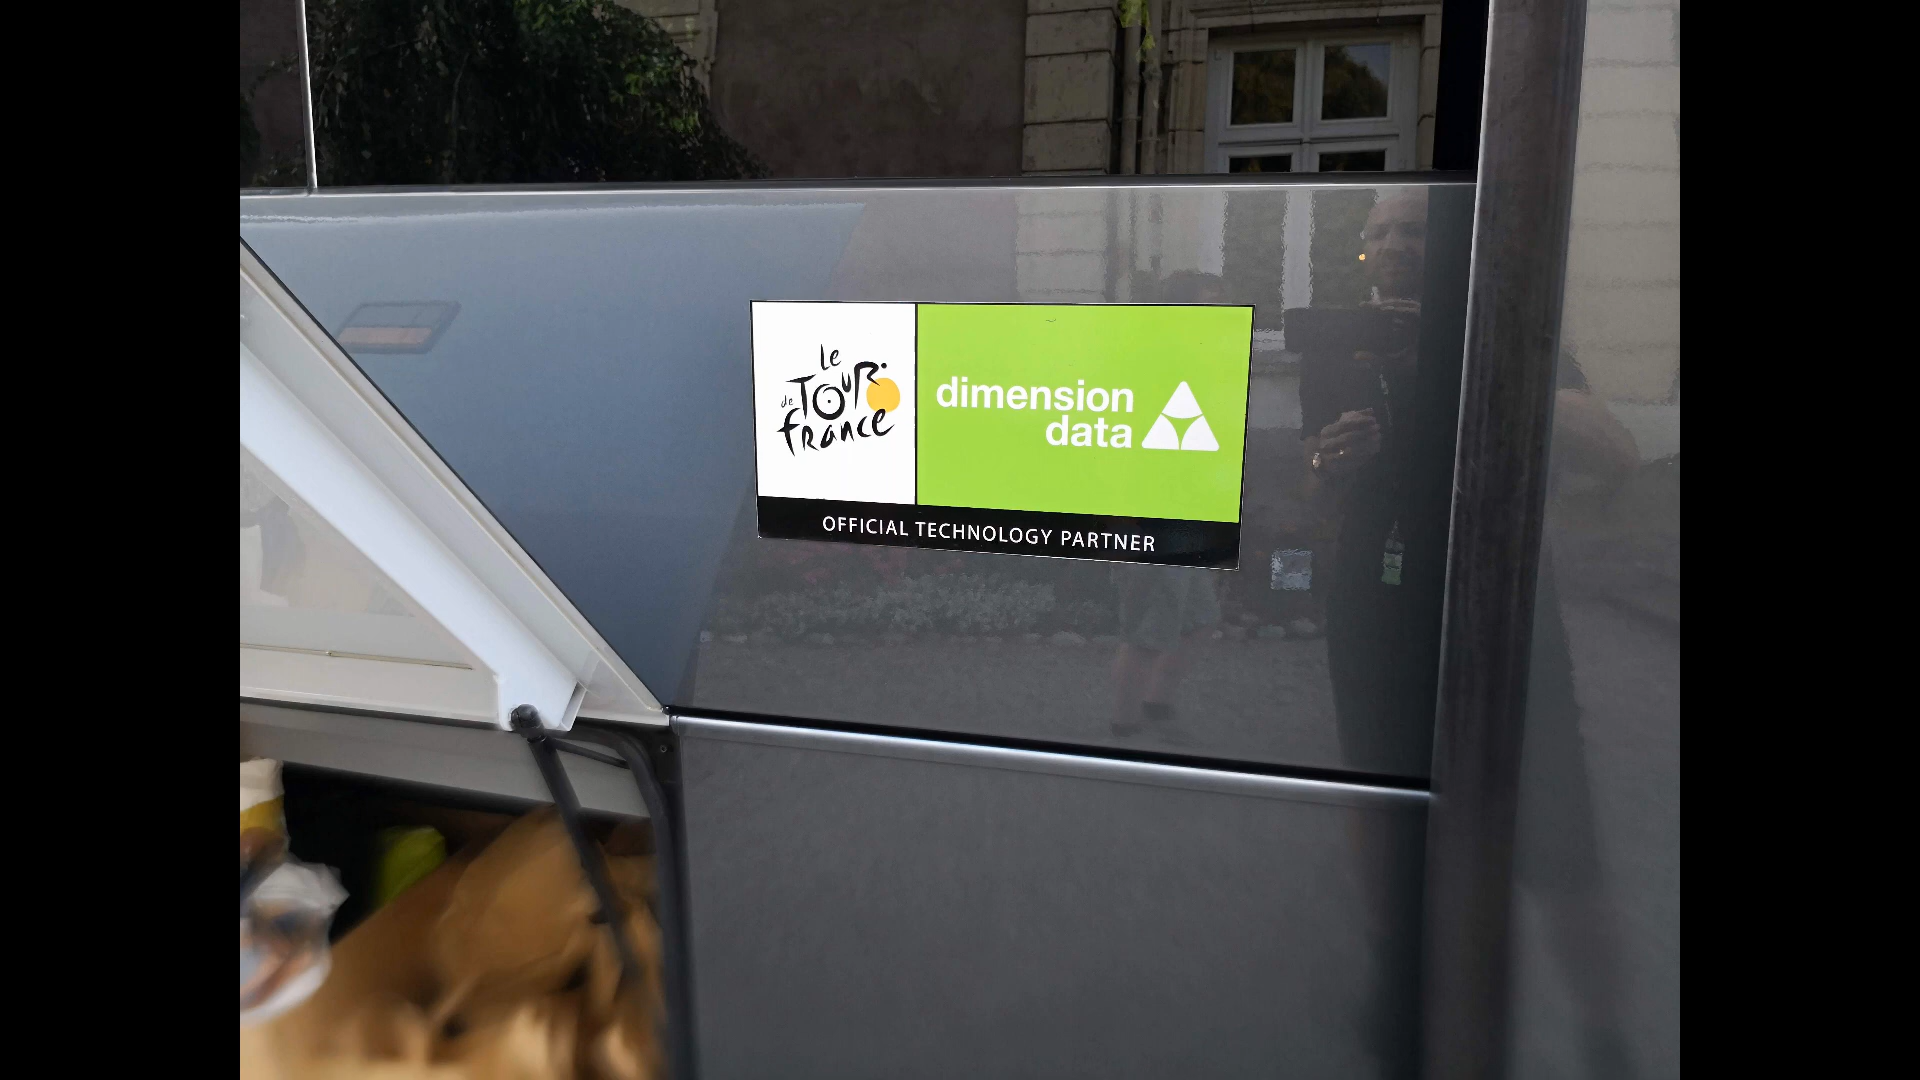 Le
TOUR
de
france
dimension
data
OFFICIAL TECHNOLOGY PARTNER